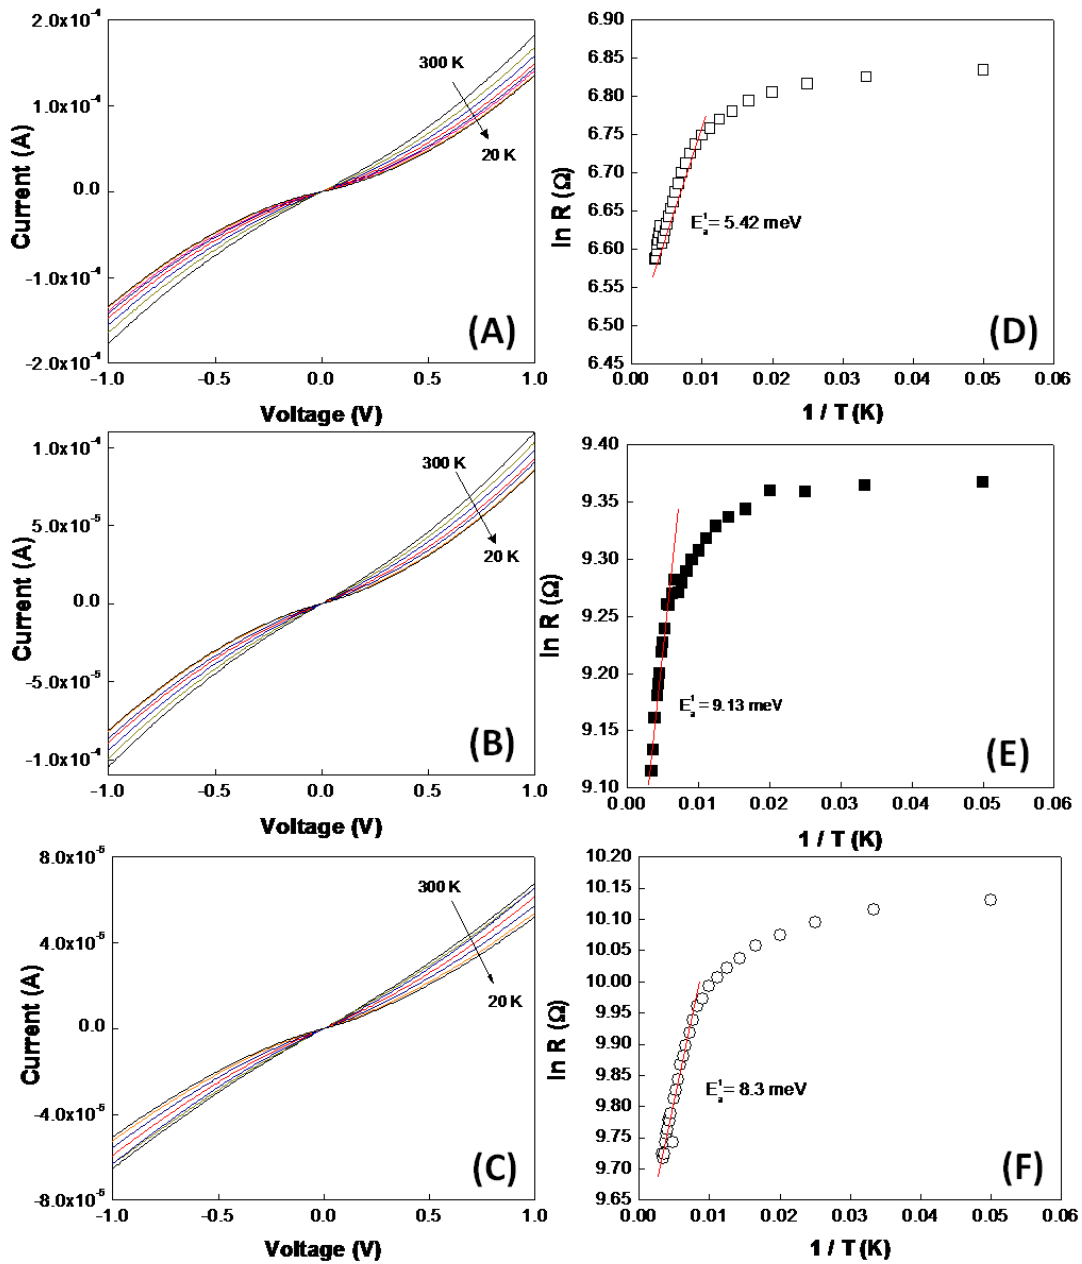 2.0x10⁻⁴
1.0x10⁻⁴
0.0
-1.0x10⁻⁴
-2.0x10⁻⁴
Current (A)
300 K
20 K
(A)
-1.0 -0.5 0.0 0.5 1.0
Voltage (V)
6.90
6.85
6.80
6.75
6.70
6.65
6.60
6.55
6.50
6.45
ln R (Ω)
Eₐ¹ = 5.42 meV
(D)
0.00 0.01 0.02 0.03 0.04 0.05 0.06
1 / T (K)
1.0x10⁻⁴
5.0x10⁻⁵
0.0
-5.0x10⁻⁵
-1.0x10⁻⁴
Current (A)
300 K
20 K
(B)
-1.0 -0.5 0.0 0.5 1.0
Voltage (V)
9.40
9.35
9.30
9.25
9.20
9.15
9.10
ln R (Ω)
Eₐ¹ = 9.13 meV
(E)
0.00 0.01 0.02 0.03 0.04 0.05 0.06
1 / T (K)
8.0x10⁻⁵
4.0x10⁻⁵
0.0
-4.0x10⁻⁵
-8.0x10⁻⁵
Current (A)
300 K
20 K
(C)
-1.0 -0.5 0.0 0.5 1.0
Voltage (V)
10.20
10.15
10.10
10.05
10.00
9.95
9.90
9.85
9.80
9.75
9.70
9.65
ln R (Ω)
Eₐ¹ = 8.3 meV
(F)
0.00 0.01 0.02 0.03 0.04 0.05 0.06
1 / T (K)